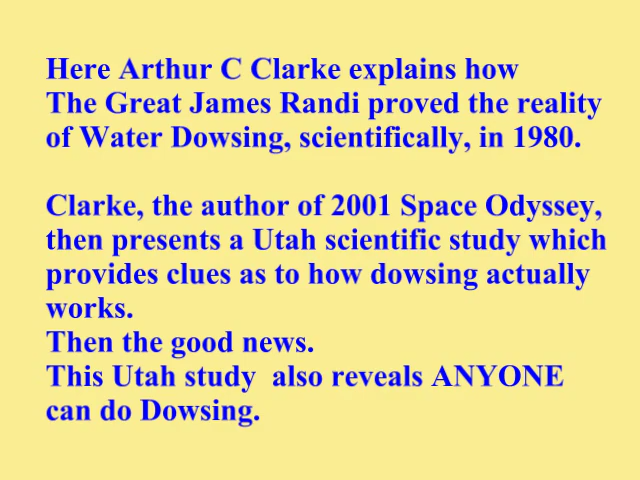 Here Arthur C Clarke explains how
The Great James Randi proved the reality
of Water Dowsing, scientifically, in 1980.
Clarke, the author of 2001 Space Odyssey,
then presents a Utah scientific study which
provides clues as to how dowsing actually
works.
Then the good news.
This Utah study  also reveals ANYONE
can do Dowsing.